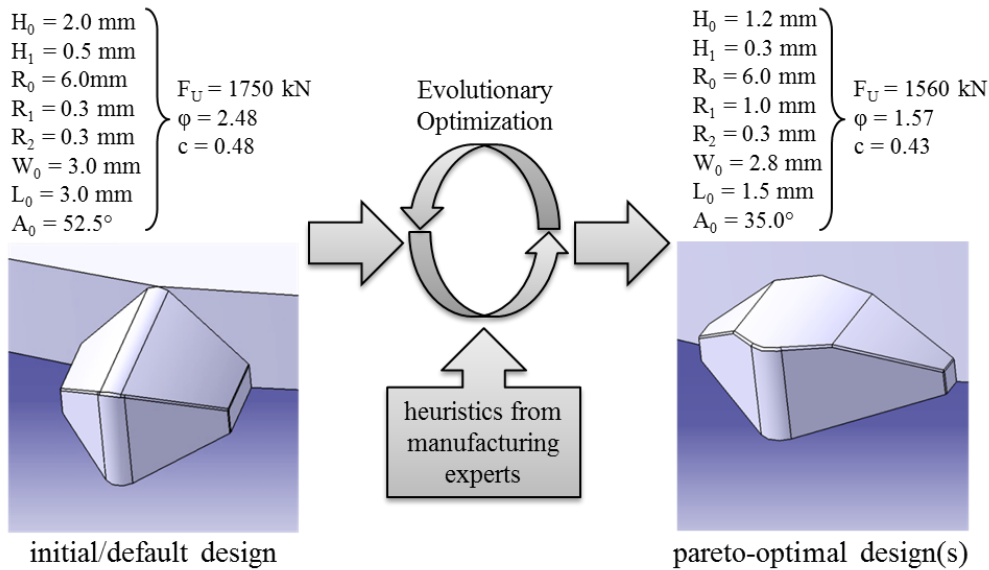 H₀ = 2.0 mm
H₁ = 0.5 mm
R₀ = 6.0mm
R₁ = 0.3 mm
R₂ = 0.3 mm
W₀ = 3.0 mm
L₀ = 3.0 mm
A₀ = 52.5°
F_U = 1750 kN
φ = 2.48
c = 0.48
Evolutionary
Optimization
heuristics from
manufacturing
experts
H₀ = 1.2 mm
H₁ = 0.3 mm
R₀ = 6.0 mm
R₁ = 1.0 mm
R₂ = 0.3 mm
W₀ = 2.8 mm
L₀ = 1.5 mm
A₀ = 35.0°
F_U = 1560 kN
φ = 1.57
c = 0.43
initial/default design
pareto-optimal design(s)